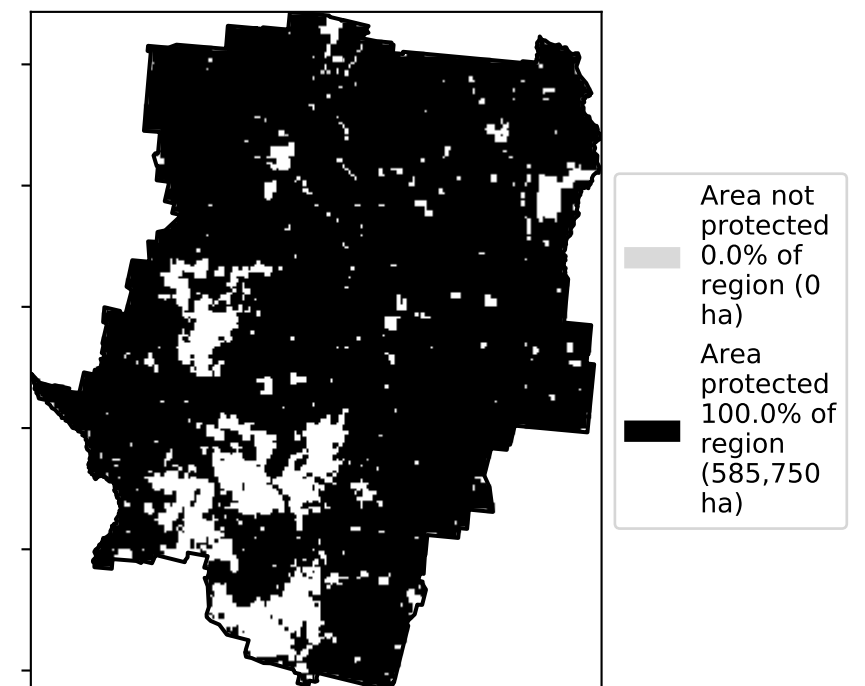 Area not
protected
0.0% of
region (0
ha)
Area
protected
100.0% of
region
(585,750
ha)